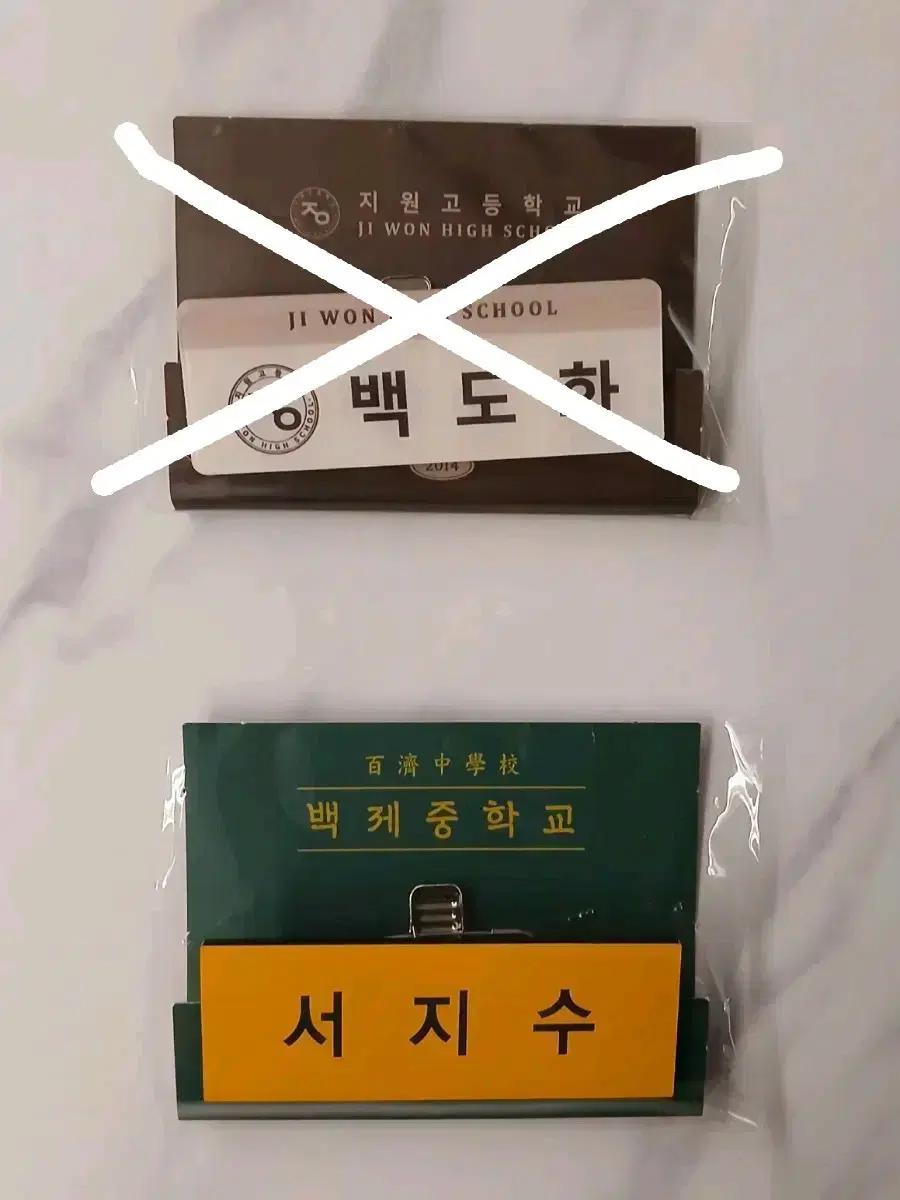 지원고등학교
JI WON HIGH
JI WON SCHOOL
백 도
2014
百濟中學校
백제중학교
서 지 수